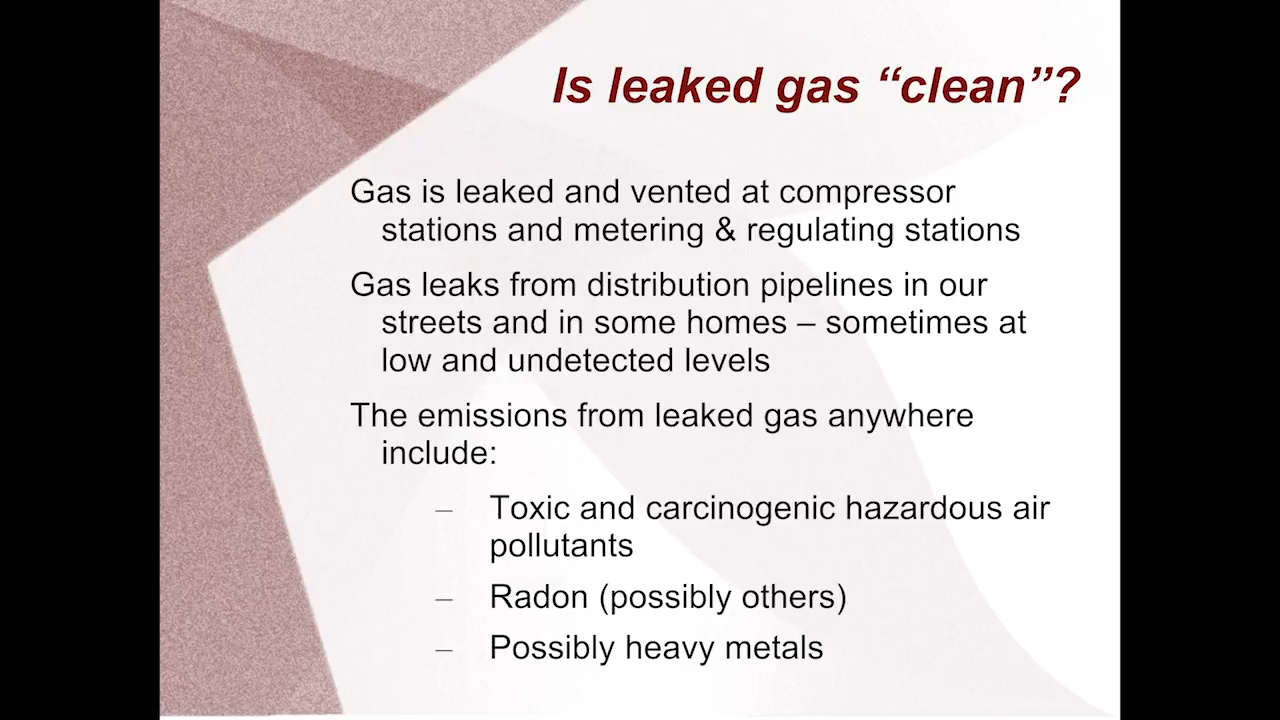 Is leaked gas “clean”?
Gas is leaked and vented at compressor
stations and metering & regulating stations
Gas leaks from distribution pipelines in our
streets and in some homes – sometimes at
low and undetected levels
The emissions from leaked gas anywhere
include:
– Toxic and carcinogenic hazardous air
pollutants
– Radon (possibly others)
– Possibly heavy metals